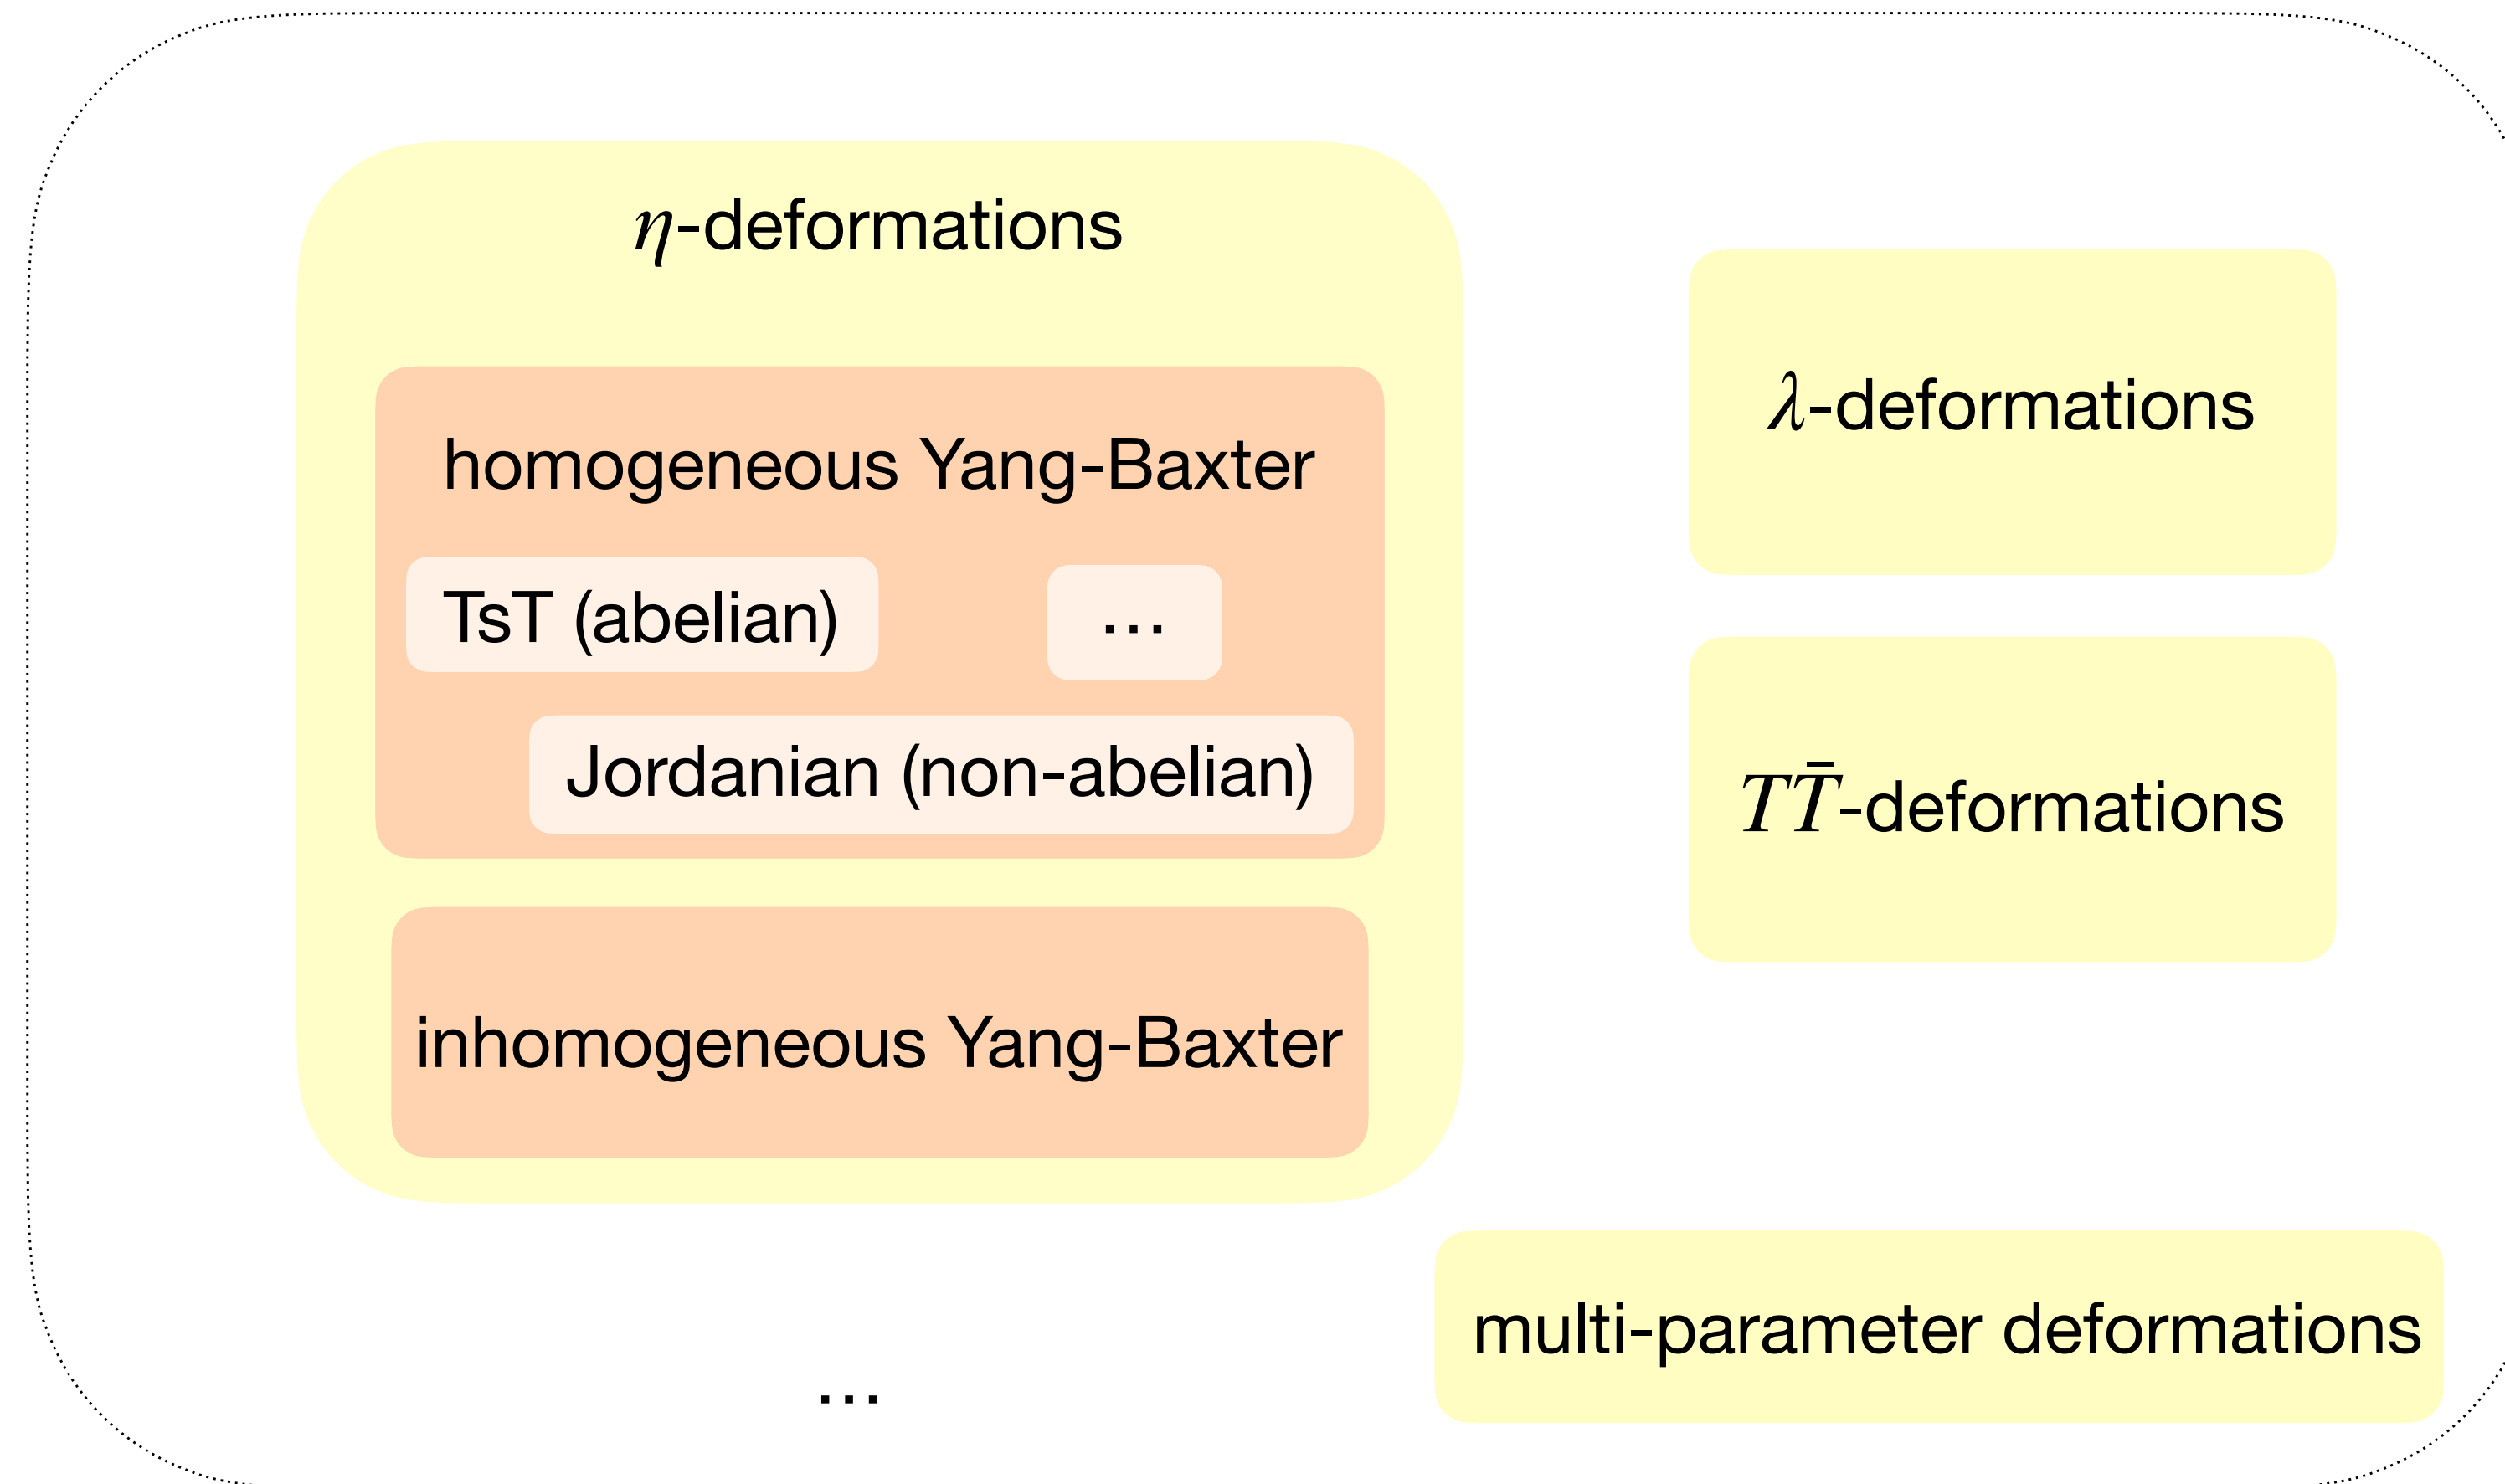 η-deformations
homogeneous Yang-Baxter
TsT (abelian)
...
Jordanian (non-abelian)
inhomogeneous Yang-Baxter
...
λ-deformations
TT̄-deformations
multi-parameter deformations